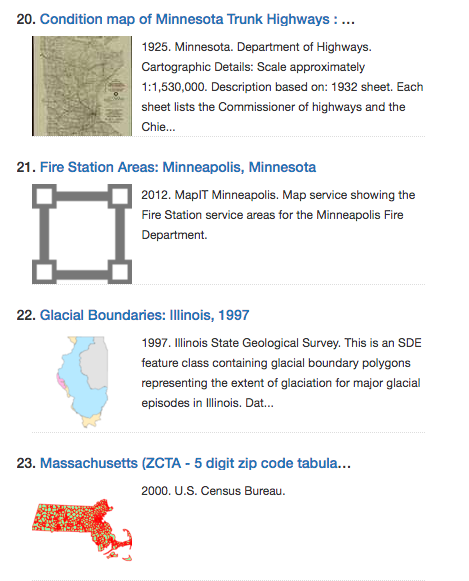 20. Condition map of Minnesota Trunk Highways : ...
1925. Minnesota. Department of Highways.
Cartographic Details: Scale approximately
1:1,530,000. Description based on: 1932 sheet. Each
sheet lists the Commissioner of highways and the
Chie...
21. Fire Station Areas: Minneapolis, Minnesota
2012. MapIT Minneapolis. Map service showing the
Fire Station service areas for the Minneapolis Fire
Department.
22. Glacial Boundaries: Illinois, 1997
1997. Illinois State Geological Survey. This is an SDE
feature class containing glacial boundary polygons
representing the extent of glaciation for major glacial
episodes in Illinois. Dat...
23. Massachusetts (ZCTA - 5 digit zip code tabula...
2000. U.S. Census Bureau.